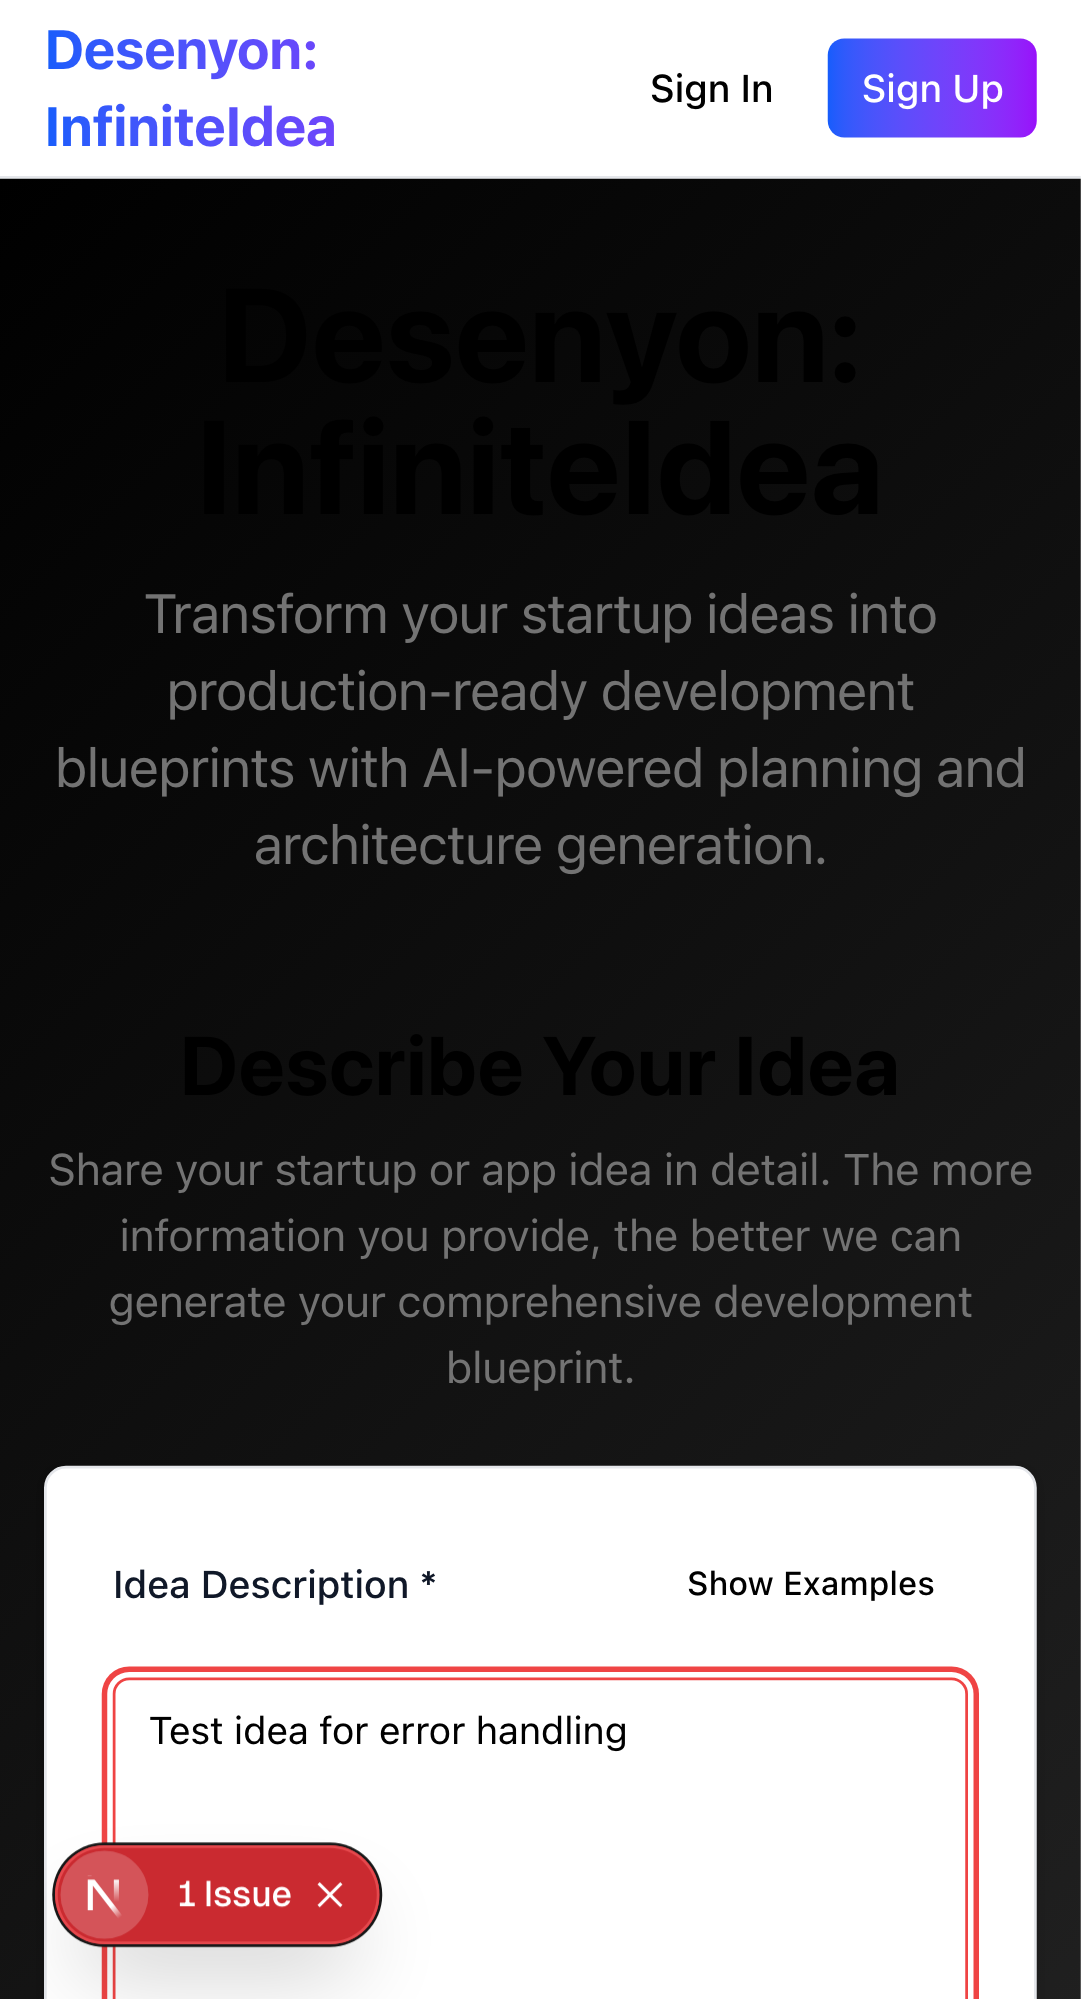 Desenyon:
InfiniteIdea
Sign In
Sign Up
Desenyon:
InfiniteIdea
Transform your startup ideas into
production-ready development
blueprints with AI-powered planning and
architecture generation.
Describe Your Idea
Share your startup or app idea in detail. The more
information you provide, the better we can
generate your comprehensive development
blueprint.
Idea Description *
Show Examples
Test idea for error handling
N
1 Issue